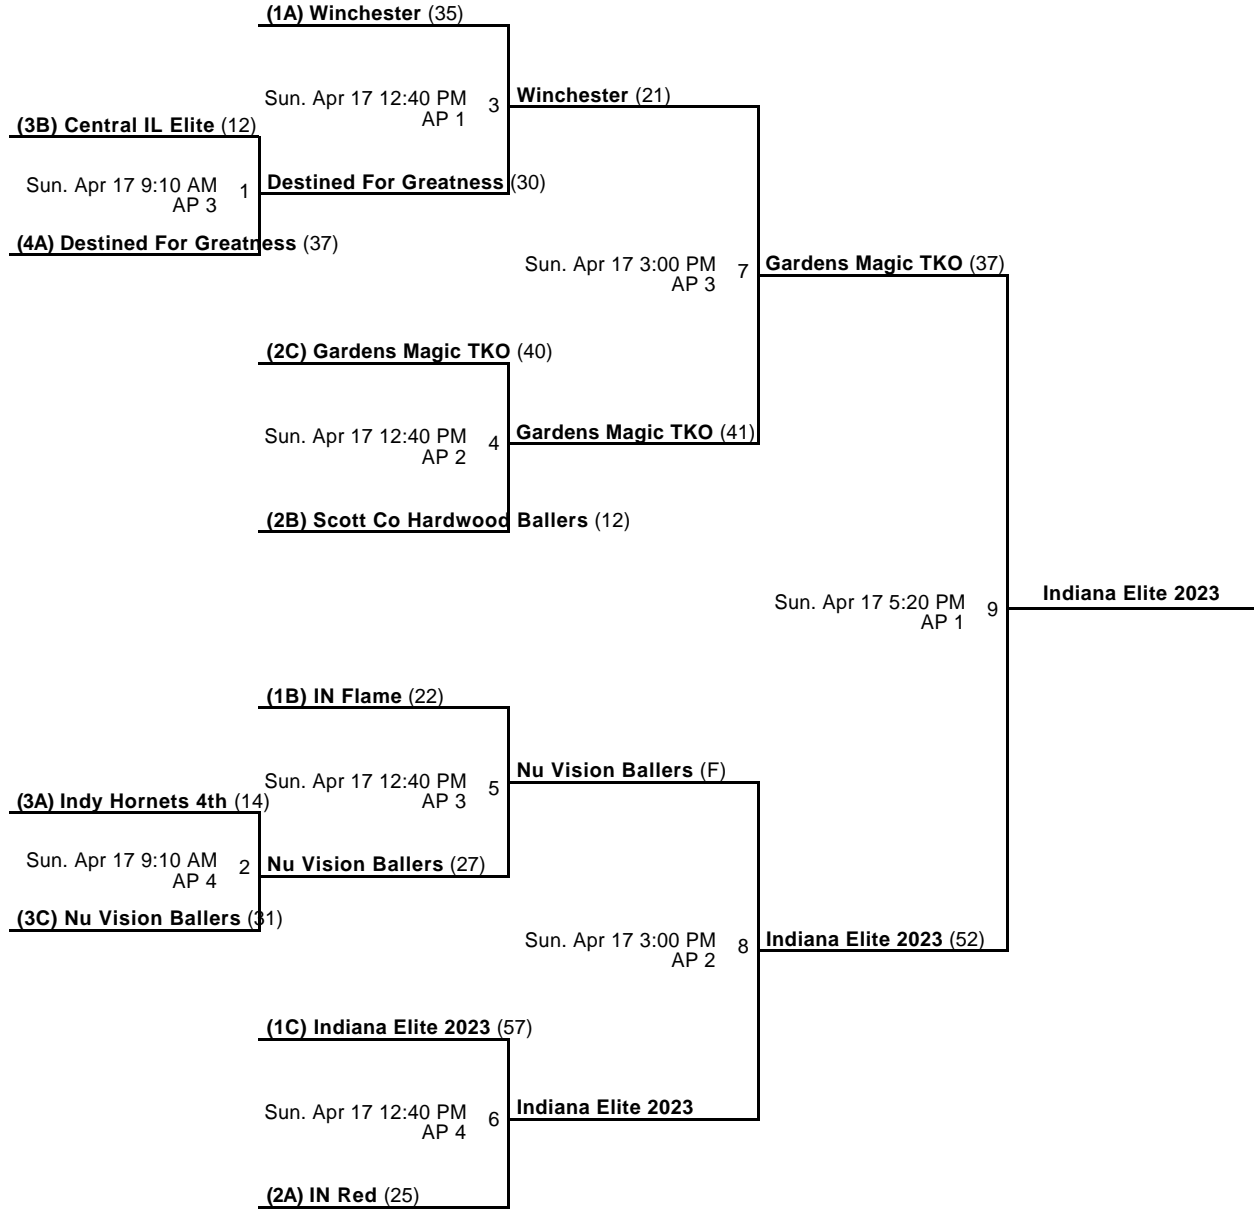 (1A) Winchester (35)
Sun. Apr 17 12:40 PM 3
AP 1
Winchester (21)
(3B) Central IL Elite (12)
Sun. Apr 17 9:10 AM 1
AP 3
Destined For Greatness (30)
(4A) Destined For Greatness (37)
Sun. Apr 17 3:00 PM 7
AP 3
Gardens Magic TKO (37)
(2C) Gardens Magic TKO (40)
Sun. Apr 17 12:40 PM 4
AP 2
Gardens Magic TKO (41)
(2B) Scott Co Hardwood Ballers (12)
Sun. Apr 17 5:20 PM 9
AP 1
Indiana Elite 2023
(1B) IN Flame (22)
Sun. Apr 17 12:40 PM 5
AP 3
Nu Vision Ballers (F)
(3A) Indy Hornets 4th (14)
Sun. Apr 17 9:10 AM 2
AP 4
Nu Vision Ballers (27)
(3C) Nu Vision Ballers (31)
Sun. Apr 17 3:00 PM 8
AP 2
Indiana Elite 2023 (52)
(1C) Indiana Elite 2023 (57)
Sun. Apr 17 12:40 PM 6
AP 4
Indiana Elite 2023
(2A) IN Red (25)